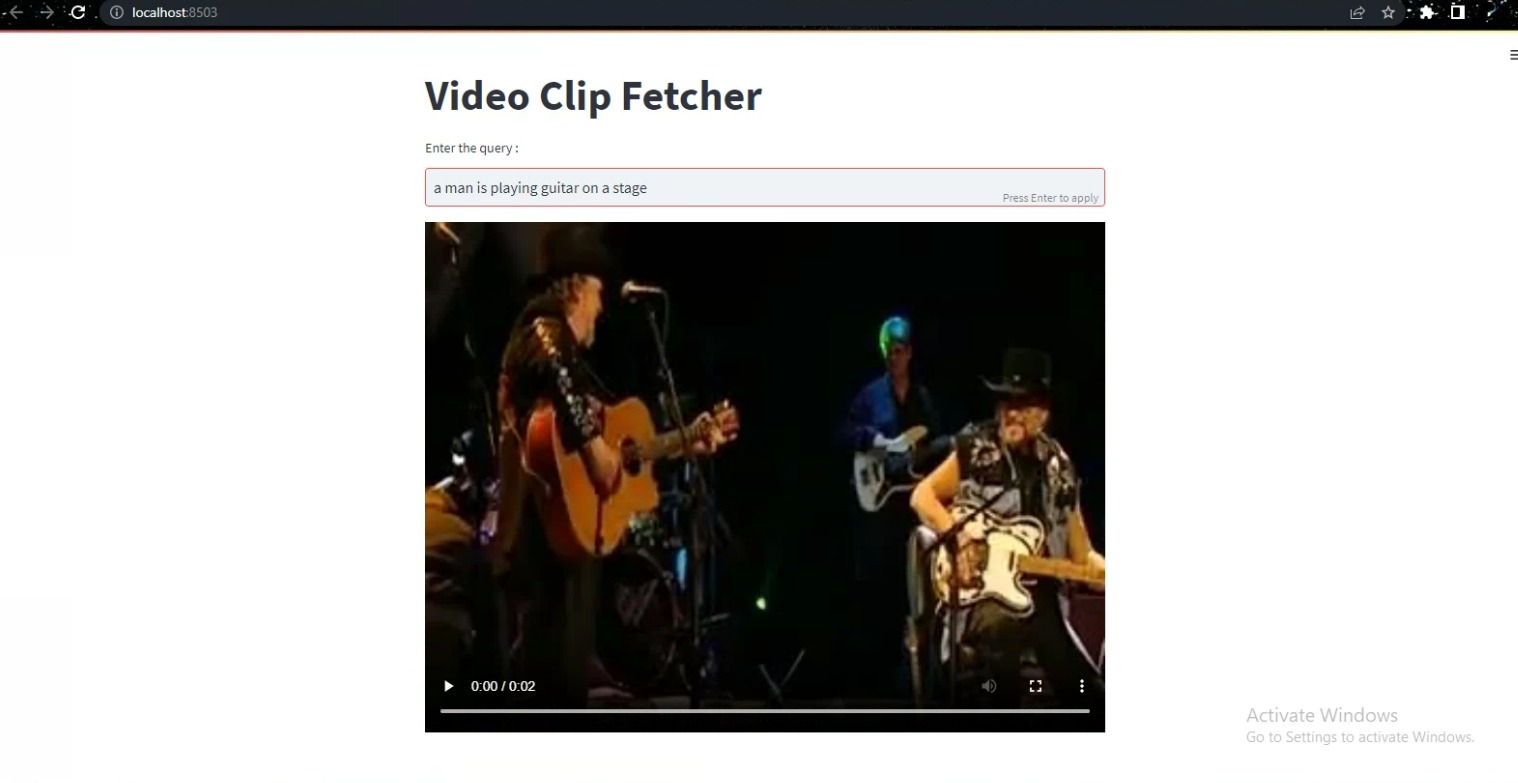 localhost:8503
Video Clip Fetcher
Enter the query :
a man is playing guitar on a stage
Press Enter to apply
W
0:00 / 0:02
Activate Windows
Go to Settings to activate Windows.